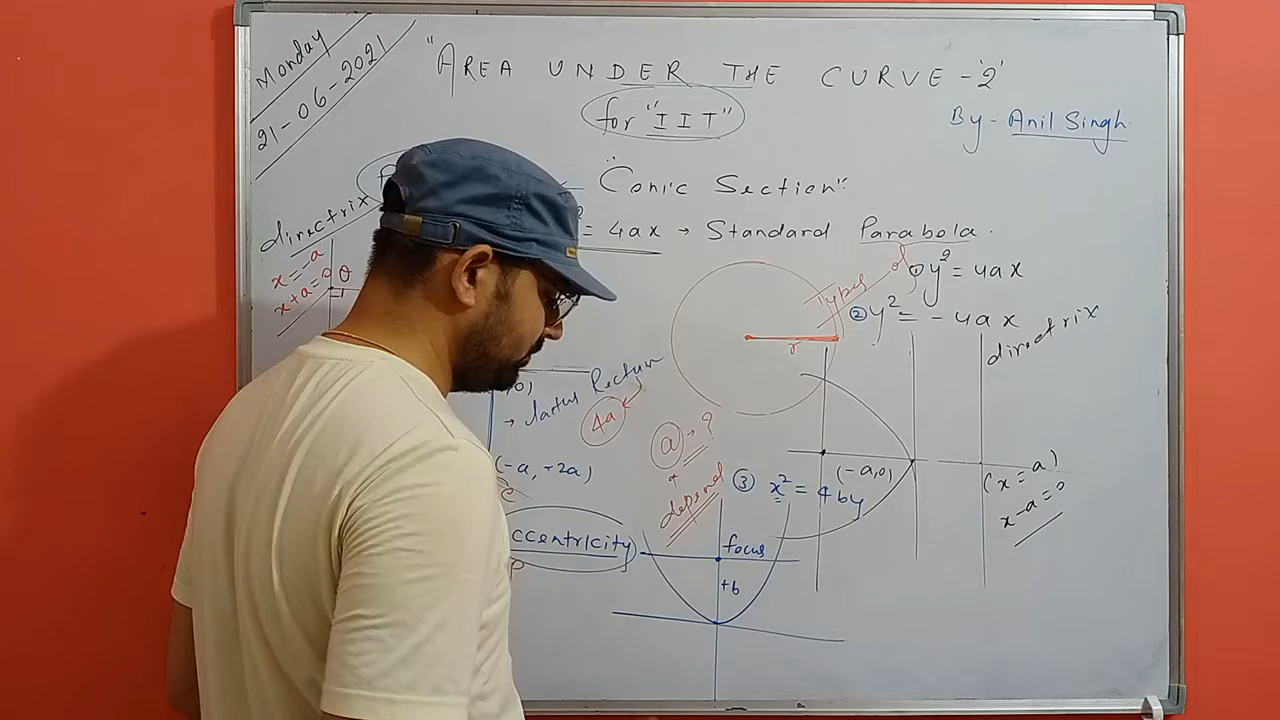 Monday
21-06-2021
"AREA UNDER THE CURVE -'2'
for "IIT"
By- Anil Singh
"Conic Section"
= 4ax → Standard Parabola.
directrix
x = -a
x+a=0
θ
Types of
① y² = 4ax
② y² = -4ax
directrix
r
,0)
→ Latus Rectum
4a
(-a, -2a)
a → ?
depend
(-a,0)
(x = a)
x-a=0
③ x² = 4by
ccentricity
focus
+b